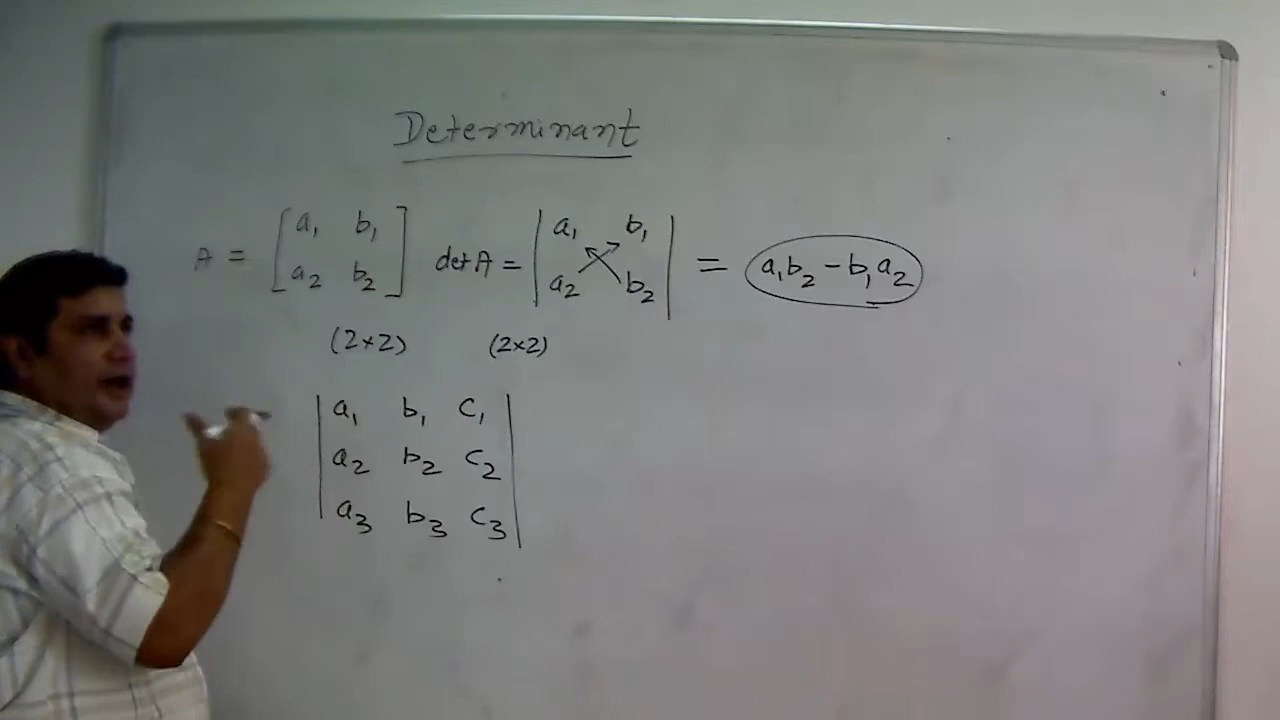 Determinant
A = [a₁ b₁ det A = |a₁ b₁| = a₁b₂ - b₁a₂
a₂ b₂] a₂ b₂
(2×2) (2×2)
a₁ b₁ c₁
a₂ b₂ c₂
a₃ b₃ c₃